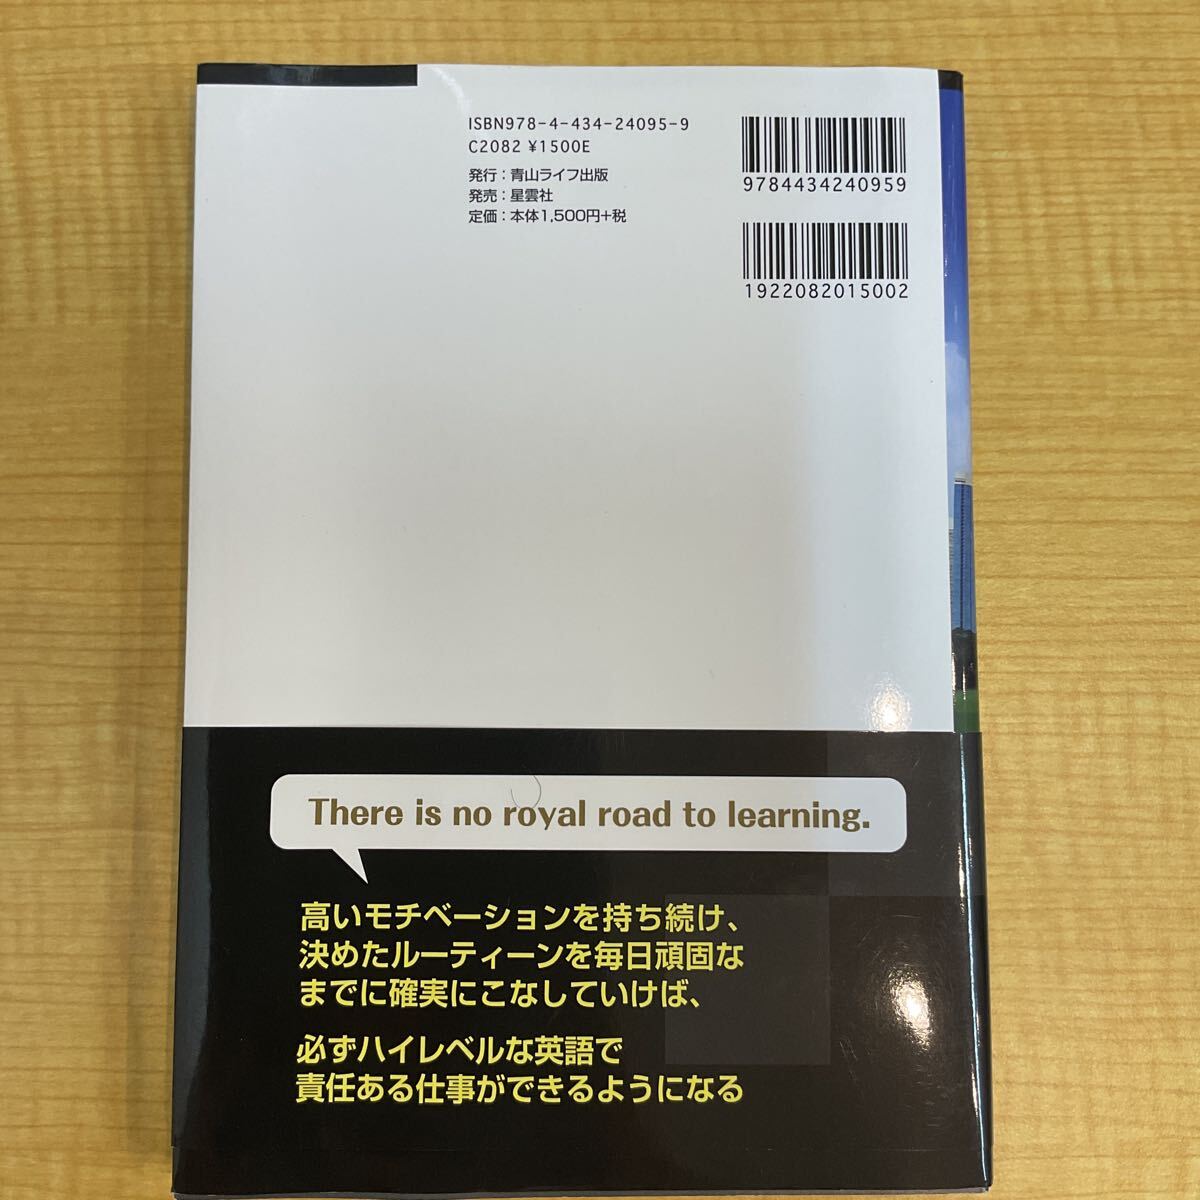 ISBN978-4-434-24095-9
C2082 ¥1500E
発行：青山ライフ出版
発売：星雲社
定価：本体1,500円+税
9784434240959
1922082015002
There is no royal road to learning.
高いモチベーションを持ち続け、
決めたルーティーンを毎日頑固な
までに確実にこなしていけば、
必ずハイレベルな英語で
責任ある仕事ができるようになる